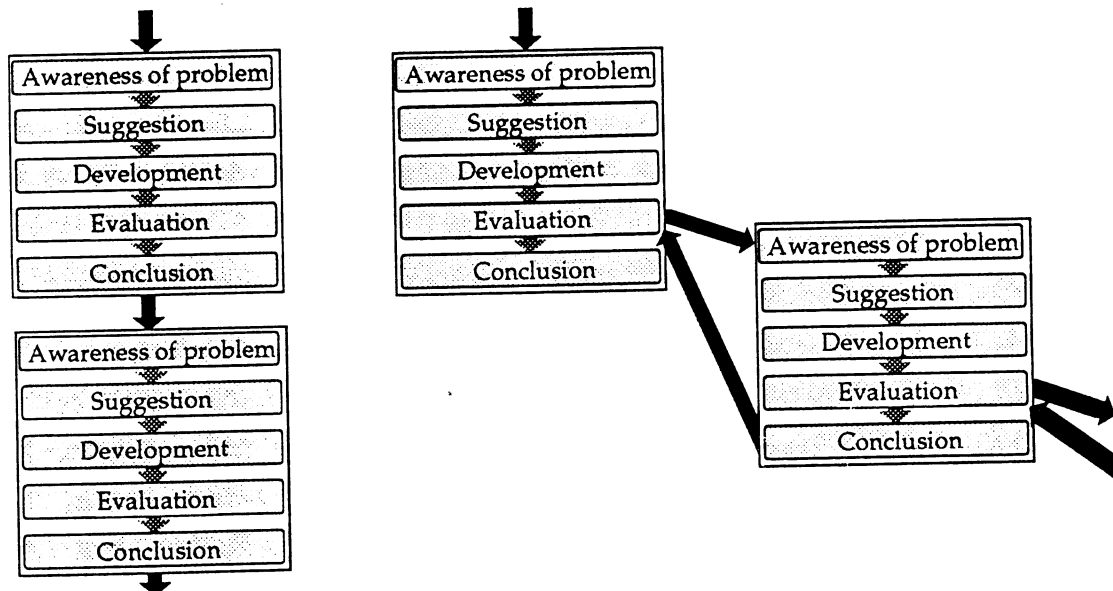 Awareness of problem
Suggestion
Development
Evaluation
Conclusion
Awareness of problem
Suggestion
Development
Evaluation
Conclusion
Awareness of problem
Suggestion
Development
Evaluation
Conclusion
Awareness of problem
Suggestion
Development
Evaluation
Conclusion